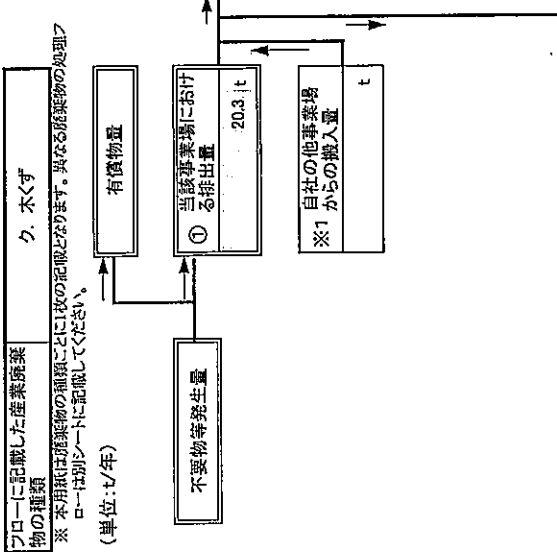 フローに記載した産業廃棄
物の種類
ク. 木くず
※ 本用紙は廃棄物の種類ごとに1枚の記載となります。異なる廃棄物の処理フ
ローは別シートに記載してください。
(単位:t/年)
不要物等発生量
有償物量
① 当該事業場におけ
る排出量
20.3 t
※1 自社の他事業場
からの搬入量
t